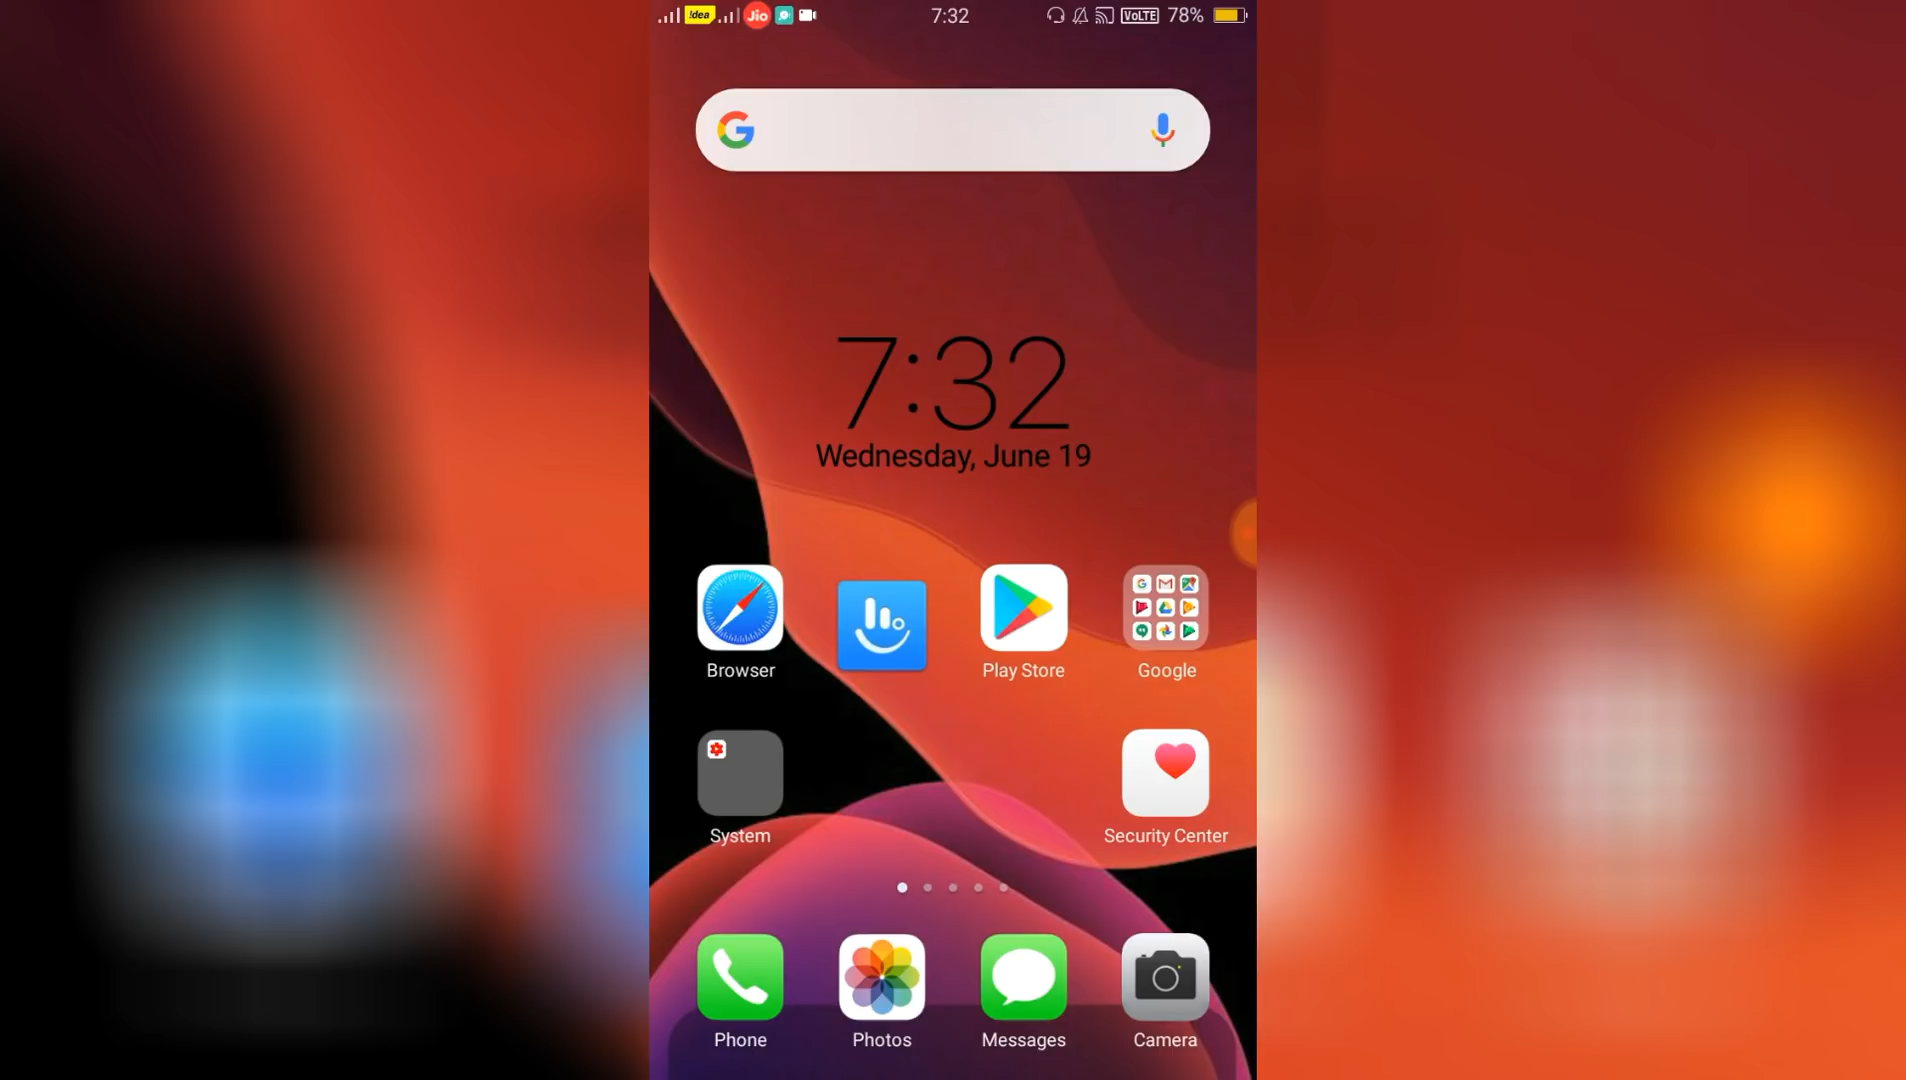 !dea Jio 7:32 VoLTE 78%
7:32
Wednesday, June 19
Browser Play Store Google
System Security Center
Phone Photos Messages Camera